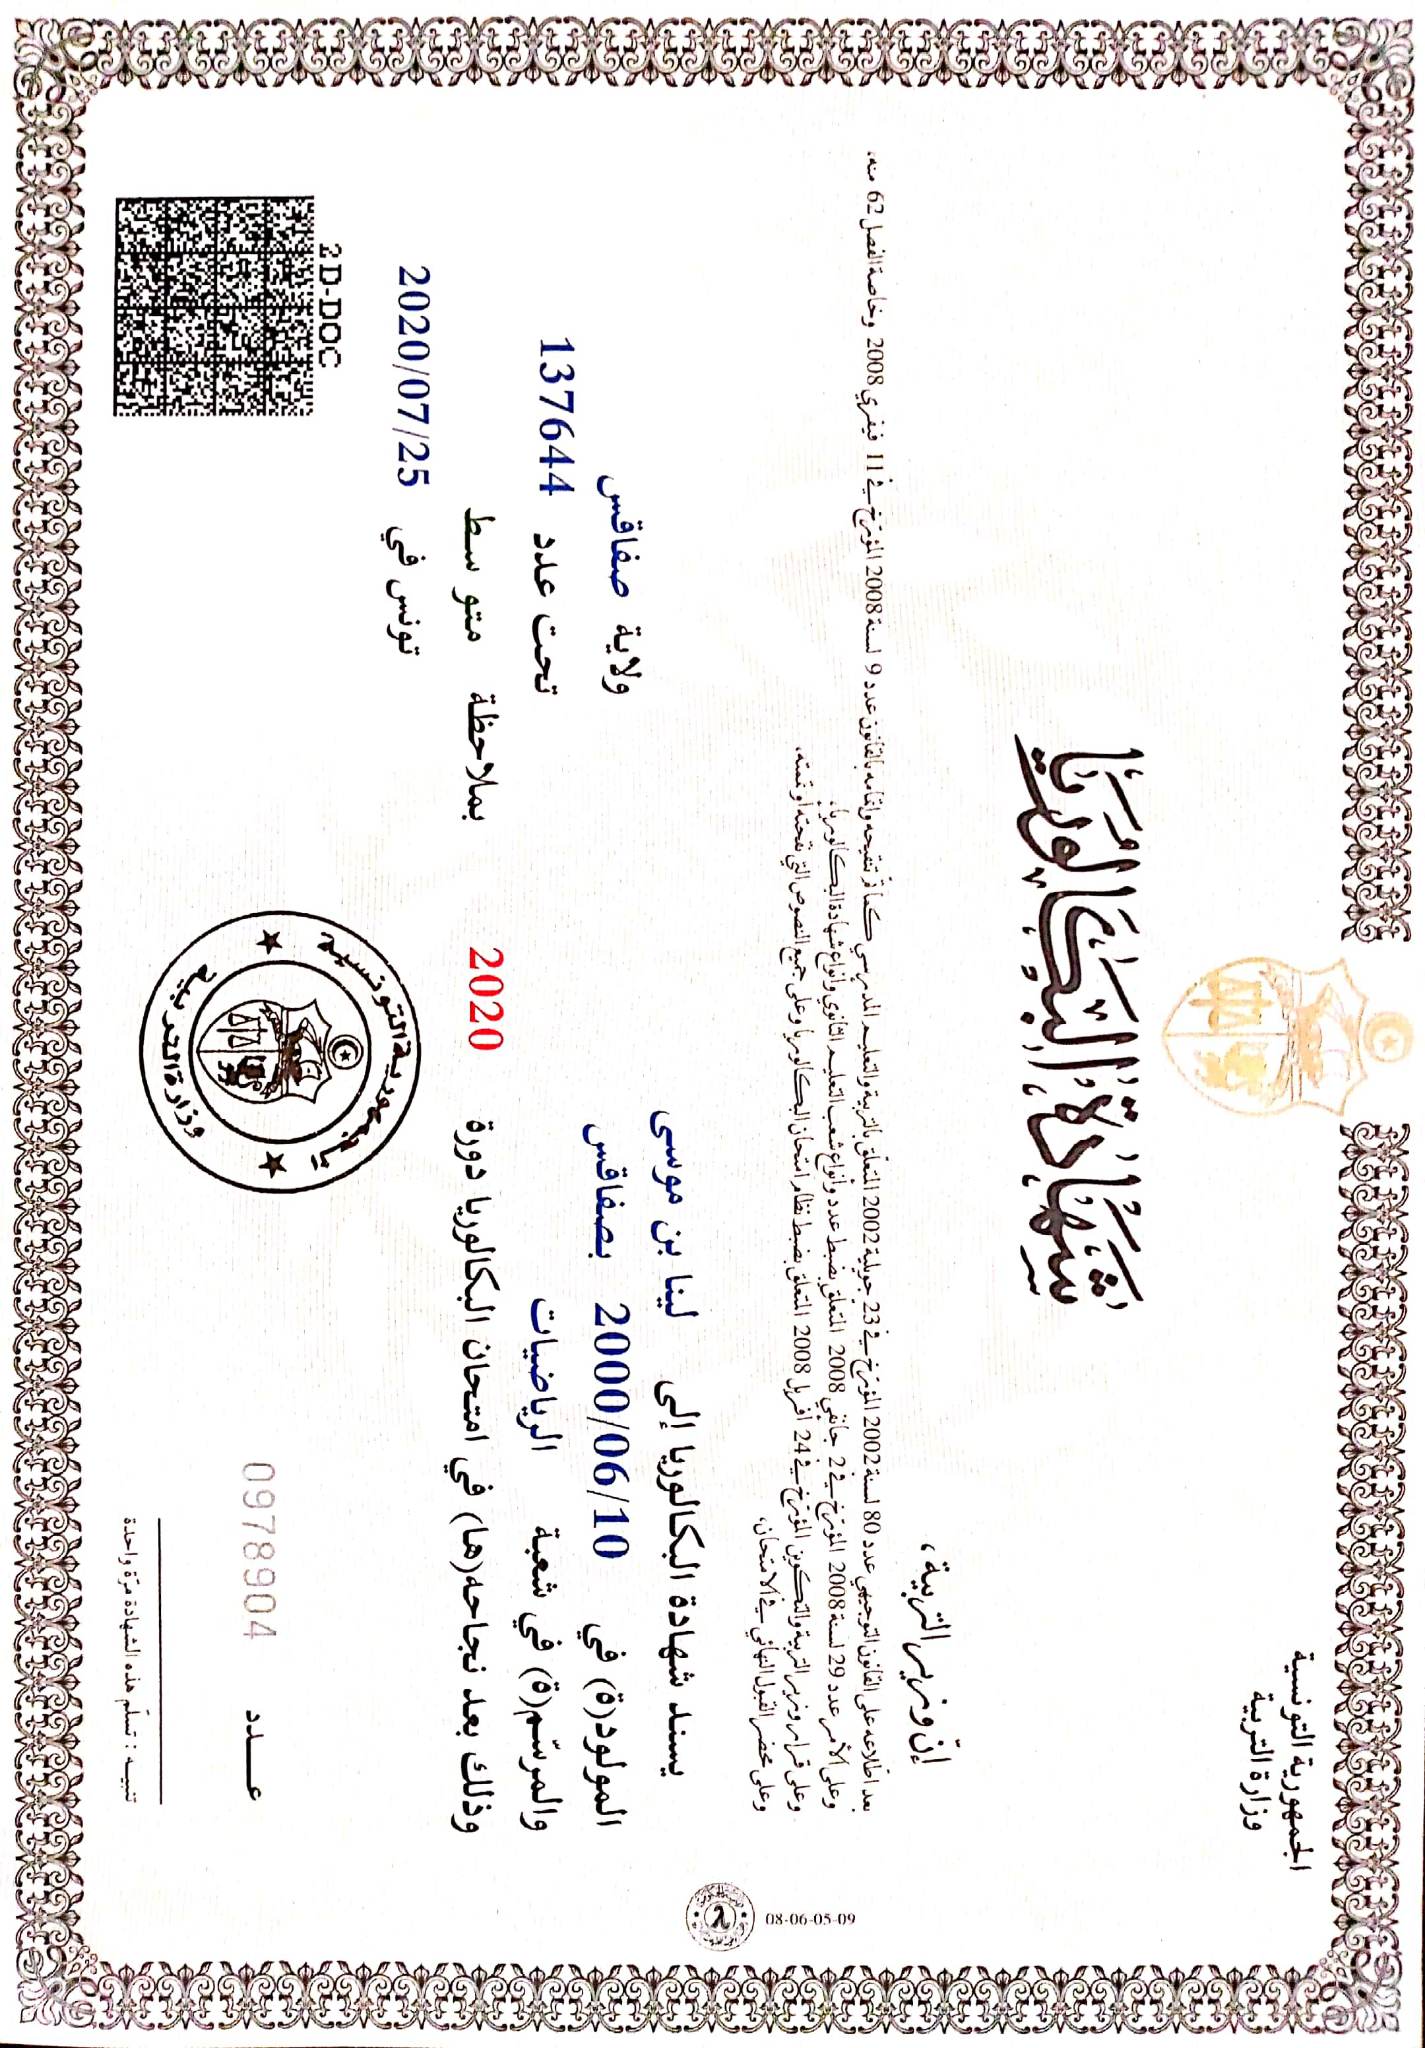 الجمهورية التونسية
وزارة التربية
شَهَادَة البَكَالُورِيَا
إنّ وزير التربية،
بعد اطّلاعه على القانون التوجيهي عدد 80 لسنة 2002 المؤرّخ في 23 جويلية 2002 المتعلّق بالتربية والتعليم المدرسي كما تمّ تنقيحه وإتمامه بالقانون عدد 9 لسنة 2008 المؤرّخ في 11 فيفري 2008 وخاصة الفصل 62 منه،
وعلى الأمر عدد 29 لسنة 2008 المؤرّخ في 2 جانفي 2008 المتعلّق بضبط عدد وأنواع شعب التعليم الثانوي وأنواع شهادة البكالوريا،
وعلى قرار وزير التربية والتكوين المؤرّخ في 24 أفريل 2008 المتعلّق بضبط نظام امتحان البكالوريا وعلى جميع النصوص التي نقّحته أو تمّمته،
وعلى محضر القبول النهائي في الامتحان،
08-06-05-09
يسند شهادة البكالوريا إلى لينا بن موسى
المولود(ة) في 2000/06/10 بصفاقس ولاية صفاقس
والمرسّم(ة) في شعبة الرياضيات تحت عدد 137644
وذلك بعد نجاحه(ها) في امتحان البكالوريا دورة 2020 بملاحظة متوسط
تونس في 2020/07/25
2D-DOC
الجمهورية التونسية
وزارة التربية
عدد 0978904
تنبيه : تسلّم هذه الشهادة مرّة واحدة